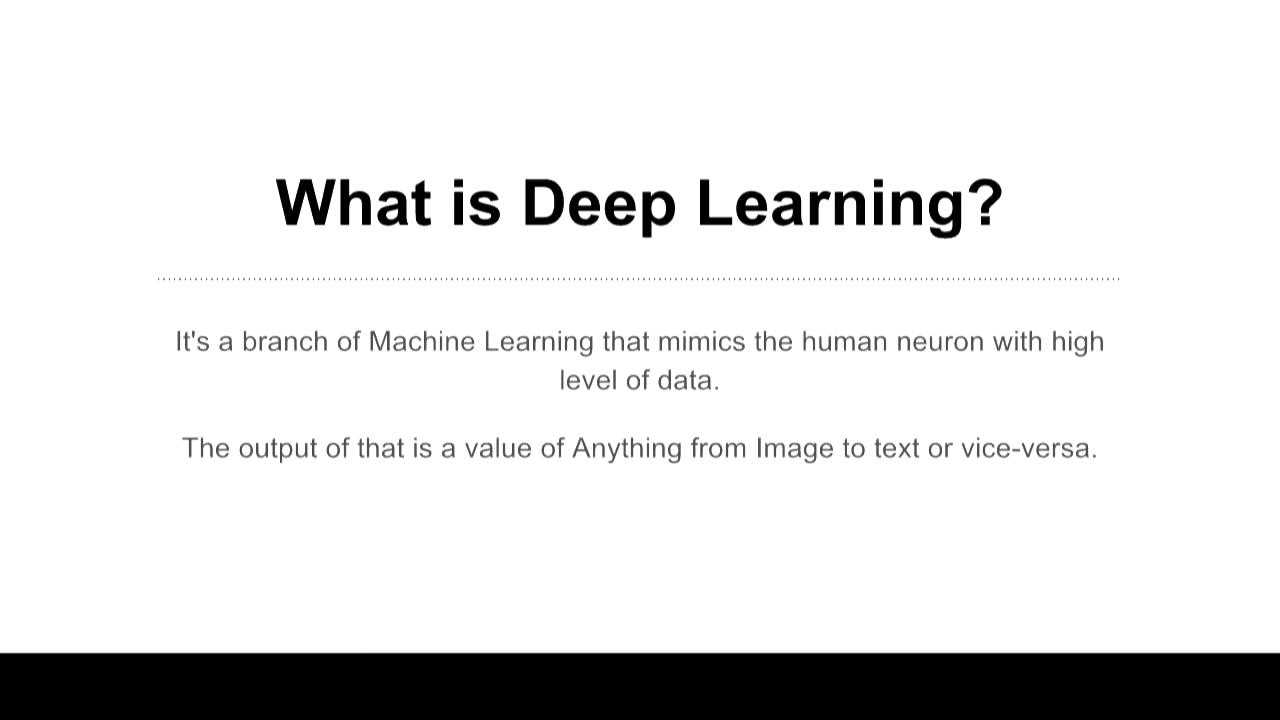 What is Deep Learning?
It's a branch of Machine Learning that mimics the human neuron with high
level of data.
The output of that is a value of Anything from Image to text or vice-versa.